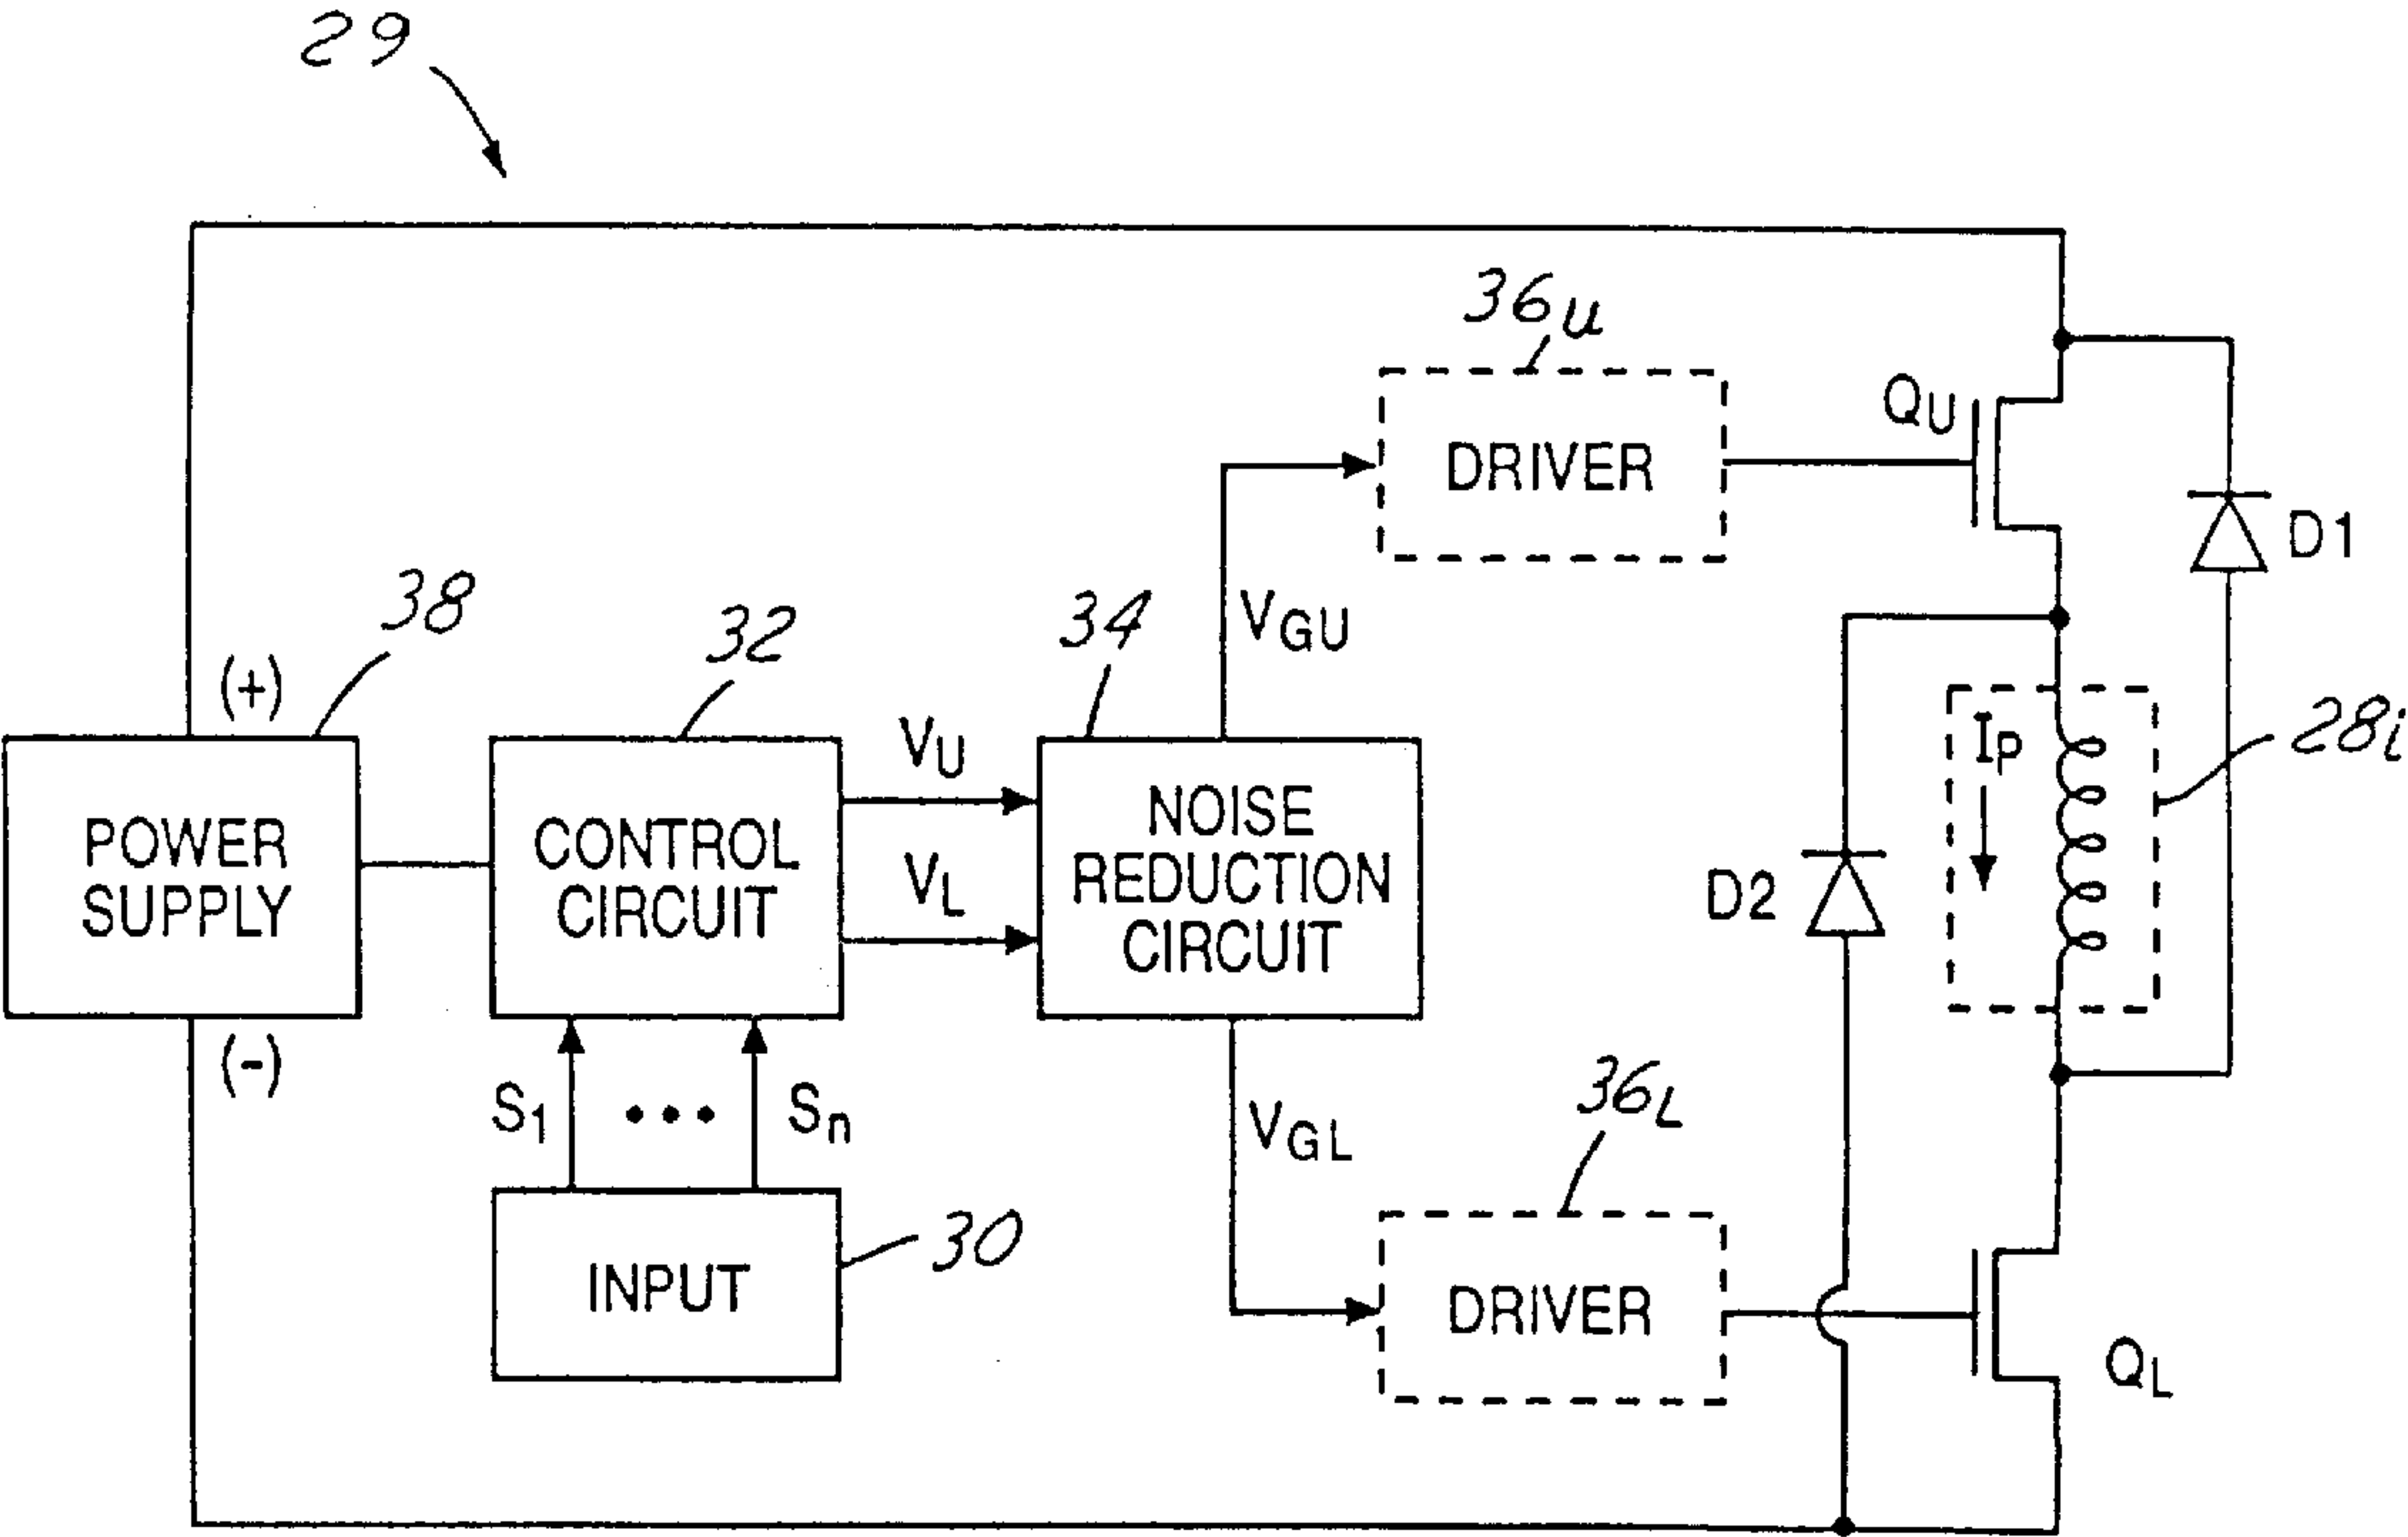 29
36u
QU
DRIVER
D1
38
32
34
VGU
(+)
28i
IP
VU
POWER
SUPPLY
CONTROL
CIRCUIT
NOISE
REDUCTION
CIRCUIT
VL
D2
(-)
S1
•••
Sn
VGL
36L
INPUT
30
DRIVER
QL